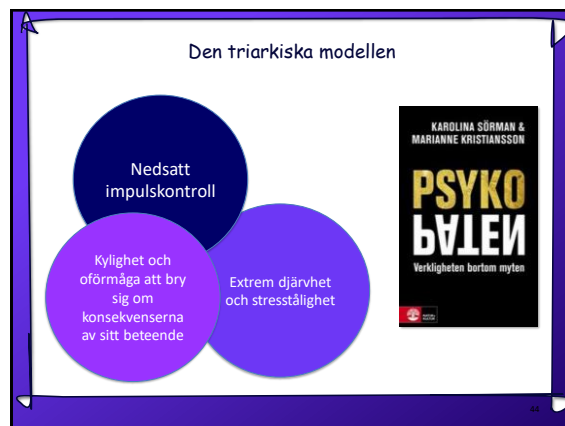 Den triarkiska modellen
Nedsatt
impulskontroll
Kylighet och
oförmåga att bry
sig om
konsekvenserna
av sitt beteende
Extrem djärvhet
och stresstålighet
KAROLINA SÖRMAN &
MARIANNE KRISTIANSSON
PSYKO
PATEN
Verkligheten bortom myten
44